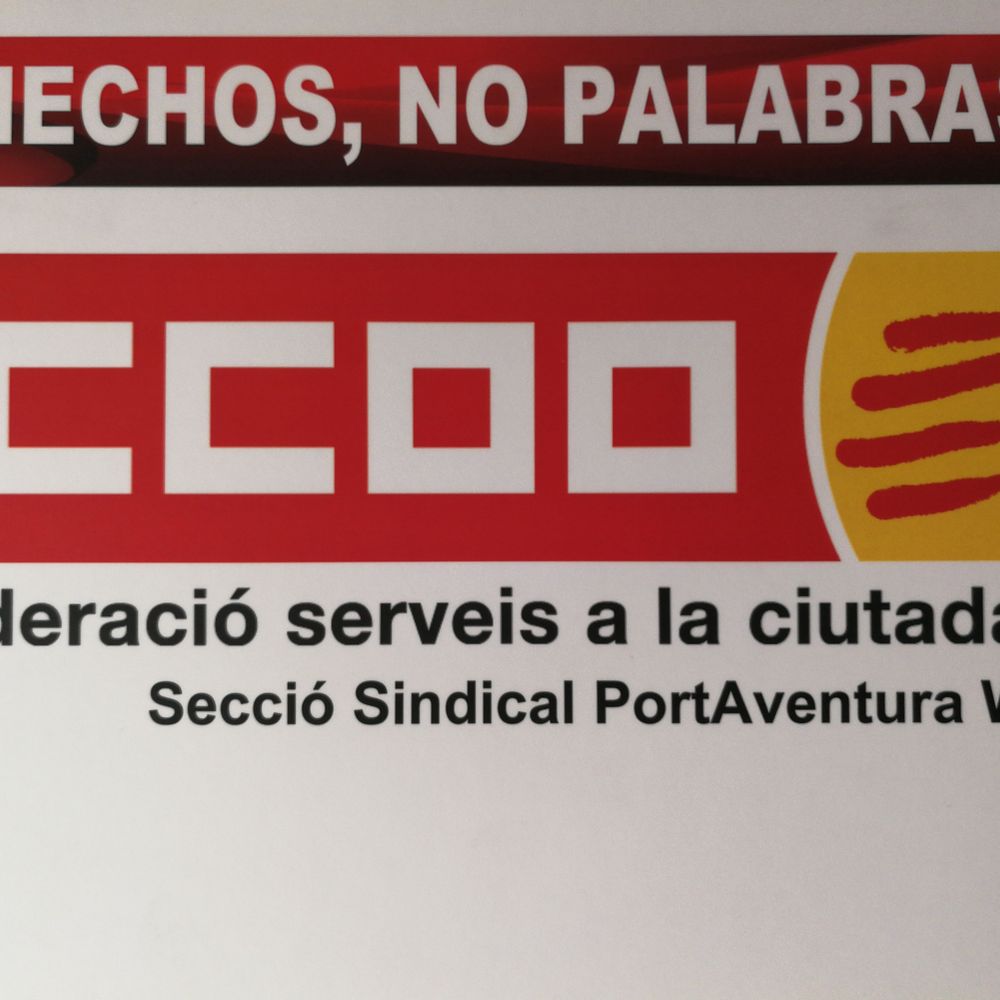 HECHOS, NO PALABRAS
CCOO
deració serveis a la ciutada
Secció Sindical PortAventura W